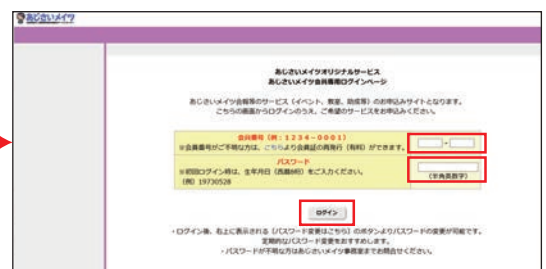 あじさいメイツ
あじさいメイツオリジナルサービス
あじさいメイツ会員専用ログインページ
あじさいメイツ会報等のサービス（イベント、教室、助成等）のお申込みサイトとなります。
こちらの画面からログインのうえ、ご希望のサービスをお申込みください。
会員番号（例：1234-0001）
※会員番号がご不明な方は、こちらより会員証の再発行（有料）ができます。
-
パスワード
※初回ログイン時は、生年月日（西暦8桁）をご入力ください。
(例) 19730528
(半角英数字)
ログイン
・ログイン後、右上に表示される［パスワード変更はこちら］のボタンよりパスワードの変更が可能です。
定期的なパスワード変更をおすすめします。
・パスワードが不明な方はあじさいメイツ事務局までお問合せください。